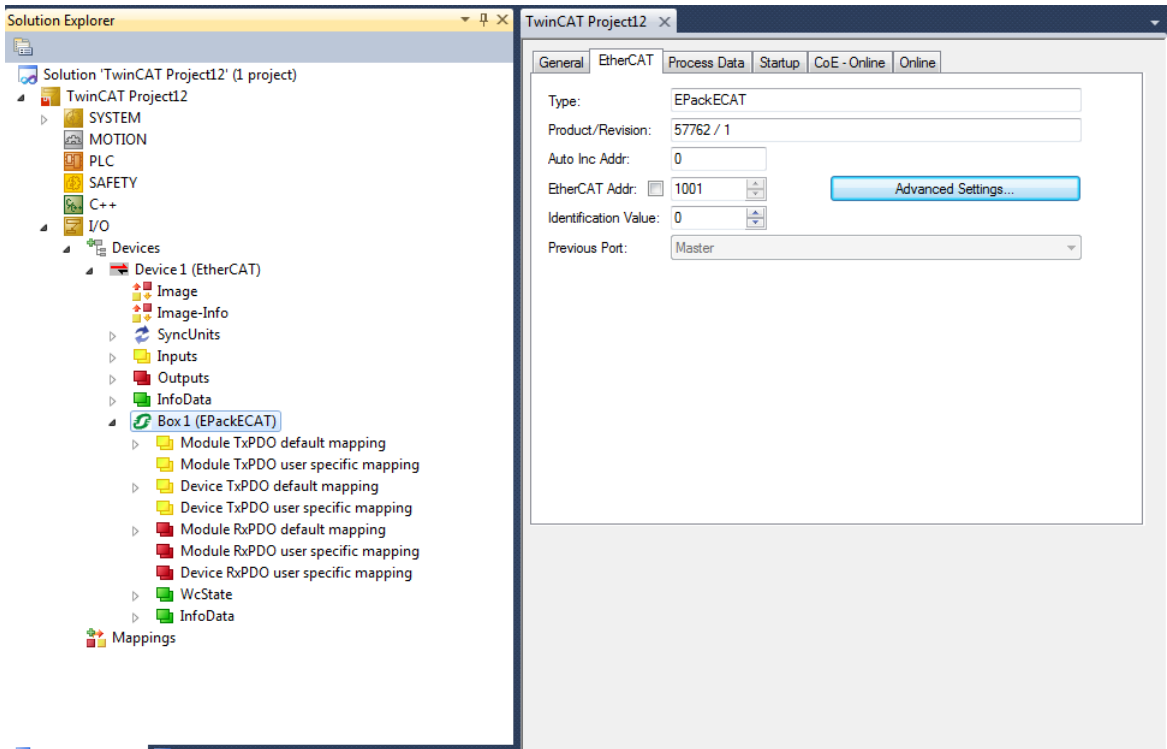 Solution Explorer
Solution 'TwinCAT Project12' (1 project)
TwinCAT Project12
SYSTEM
MOTION
PLC
SAFETY
C++
I/O
Devices
Device 1 (EtherCAT)
Image
Image-Info
SyncUnits
Inputs
Outputs
InfoData
Box 1 (EPackECAT)
Module TxPDO default mapping
Module TxPDO user specific mapping
Device TxPDO default mapping
Device TxPDO user specific mapping
Module RxPDO default mapping
Module RxPDO user specific mapping
Device RxPDO user specific mapping
WcState
InfoData
Mappings
TwinCAT Project12
General EtherCAT Process Data Startup CoE - Online Online
Type: EPackECAT
Product/Revision: 57762 / 1
Auto Inc Addr: 0
EtherCAT Addr: 1001 Advanced Settings...
Identification Value: 0
Previous Port: Master